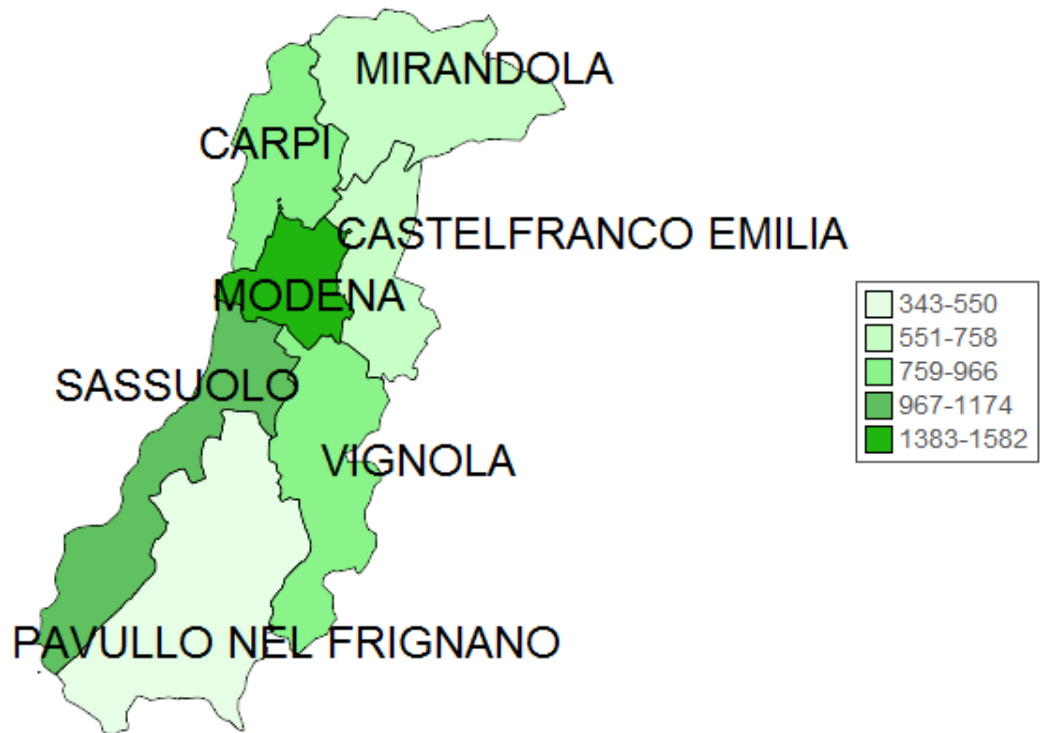 MIRANDOLA
CARPI
CASTELFRANCO EMILIA
MODENA
SASSUOLO
VIGNOLA
PAVULLO NEL FRIGNANO
343-550
551-758
759-966
967-1174
1383-1582